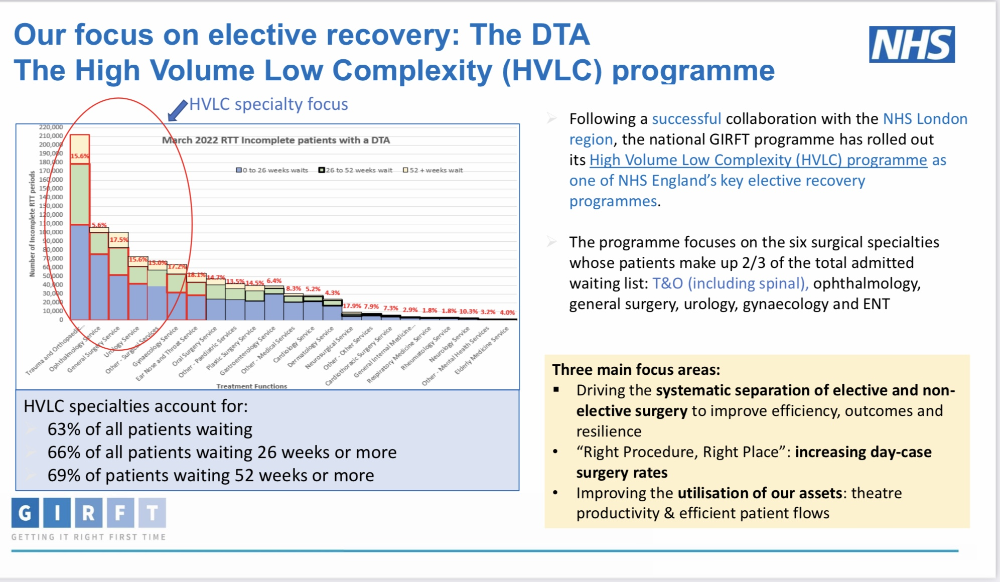 Our focus on elective recovery: The DTA
The High Volume Low Complexity (HVLC) programme
NHS
HVLC specialty focus
March 2022 RTT Incomplete patients with a DTA
0 to 26 weeks waits
26 to 52 weeks wait
52 + weeks wait
Number of Incomplete RTT periods
220,000
210,000
200,000
190,000
180,000
170,000
160,000
150,000
140,000
130,000
120,000
110,000
100,000
90,000
80,000
70,000
60,000
50,000
40,000
30,000
20,000
10,000
0
15.6%
5.6%
17.5%
15.6%
15.0%
17.2%
18.1%
14.7%
13.5%
14.5%
6.4%
8.3%
5.2%
4.3%
17.9%
7.9%
7.3%
2.9%
1.8%
1.8%
10.3%
3.2%
4.0%
Trauma and Orthopaedic...
Ophthalmology Service
General Surgery Service
Urology Service
Other - Surgical Services
Gynaecology Service
Ear Nose and Throat Service
Oral Surgery Service
Other - Paediatric Services
Plastic Surgery Service
Gastroenterology Service
Other - Medical Services
Cardiology Service
Dermatology Service
Neurosurgical Service
Other - Other Services
Cardiothoracic Surgery Service
General Internal Medicine...
Respiratory Medicine Service
Rheumatology Service
Neurology Service
Other - Mental Health Services
Elderly Medicine Service
Treatment Functions
HVLC specialties account for:
63% of all patients waiting
66% of all patients waiting 26 weeks or more
69% of patients waiting 52 weeks or more
GIRFT
GETTING IT RIGHT FIRST TIME
Following a successful collaboration with the NHS London
region, the national GIRFT programme has rolled out
its High Volume Low Complexity (HVLC) programme as
one of NHS England’s key elective recovery
programmes.
The programme focuses on the six surgical specialties
whose patients make up 2/3 of the total admitted
waiting list: T&O (including spinal), ophthalmology,
general surgery, urology, gynaecology and ENT
Three main focus areas:
▪ Driving the systematic separation of elective and non-
elective surgery to improve efficiency, outcomes and
resilience
• “Right Procedure, Right Place”: increasing day-case
surgery rates
• Improving the utilisation of our assets: theatre
productivity & efficient patient flows